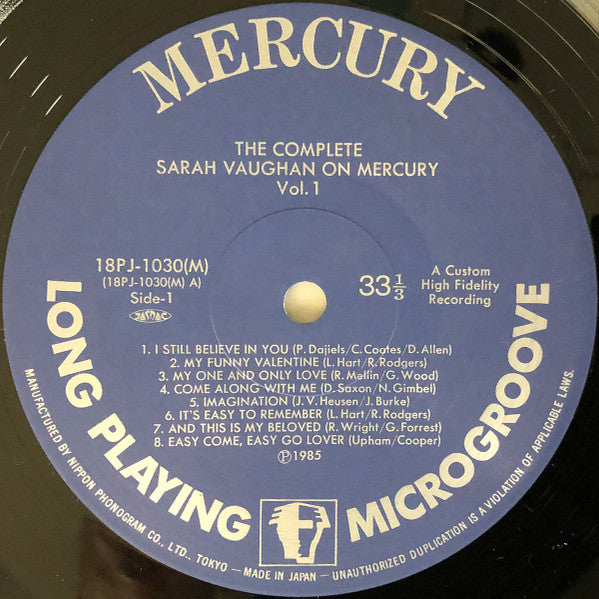 MERCURY
THE COMPLETE
SARAH VAUGHAN ON MERCURY
Vol. 1
18PJ-1030(M)
(18PJ-1030(M) A)
Side-1
JASRAC
33 1/3
A Custom
High Fidelity
Recording
1. I STILL BELIEVE IN YOU (P. Dajiels/C. Coates/D. Allen)
2. MY FUNNY VALENTINE (L. Hart/R. Rodgers)
3. MY ONE AND ONLY LOVE (R. Mellin/G. Wood)
4. COME ALONG WITH ME (D. Saxon/N. Gimbel)
5. IMAGINATION (J. V. Heusen/J. Burke)
6. IT'S EASY TO REMEMBER (L. Hart/R. Rodgers)
7. AND THIS IS MY BELOVED (R. Wright/G. Forrest)
8. EASY COME, EASY GO LOVER (Upham/Cooper)
Ⓟ1985
LONG PLAYING MICROGROOVE
MANUFACTURED BY NIPPON PHONOGRAM CO., LTD., TOKYO – MADE IN JAPAN – UNAUTHORIZED DUPLICATION IS A VIOLATION OF APPLICABLE LAWS.